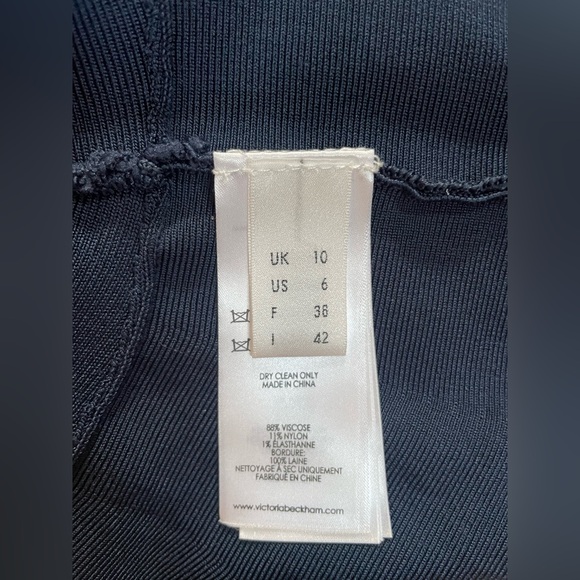 UK 10
US 6
F 38
I 42
DRY CLEAN ONLY
MADE IN CHINA
88% VISCOSE
11% NYLON
1% ÉLASTHANNE
BORDURE:
100% LAINE
NETTOYAGE À SEC UNIQUEMENT
FABRIQUÉ EN CHINE
www.victoriabeckham.com